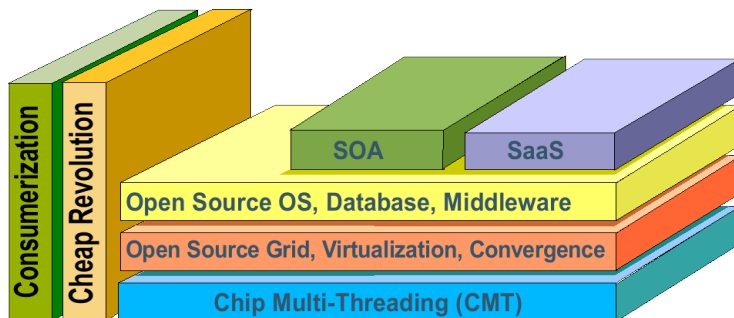 Consumerization
Cheap Revolution
SOA
SaaS
Open Source OS, Database, Middleware
Open Source Grid, Virtualization, Convergence
Chip Multi-Threading (CMT)